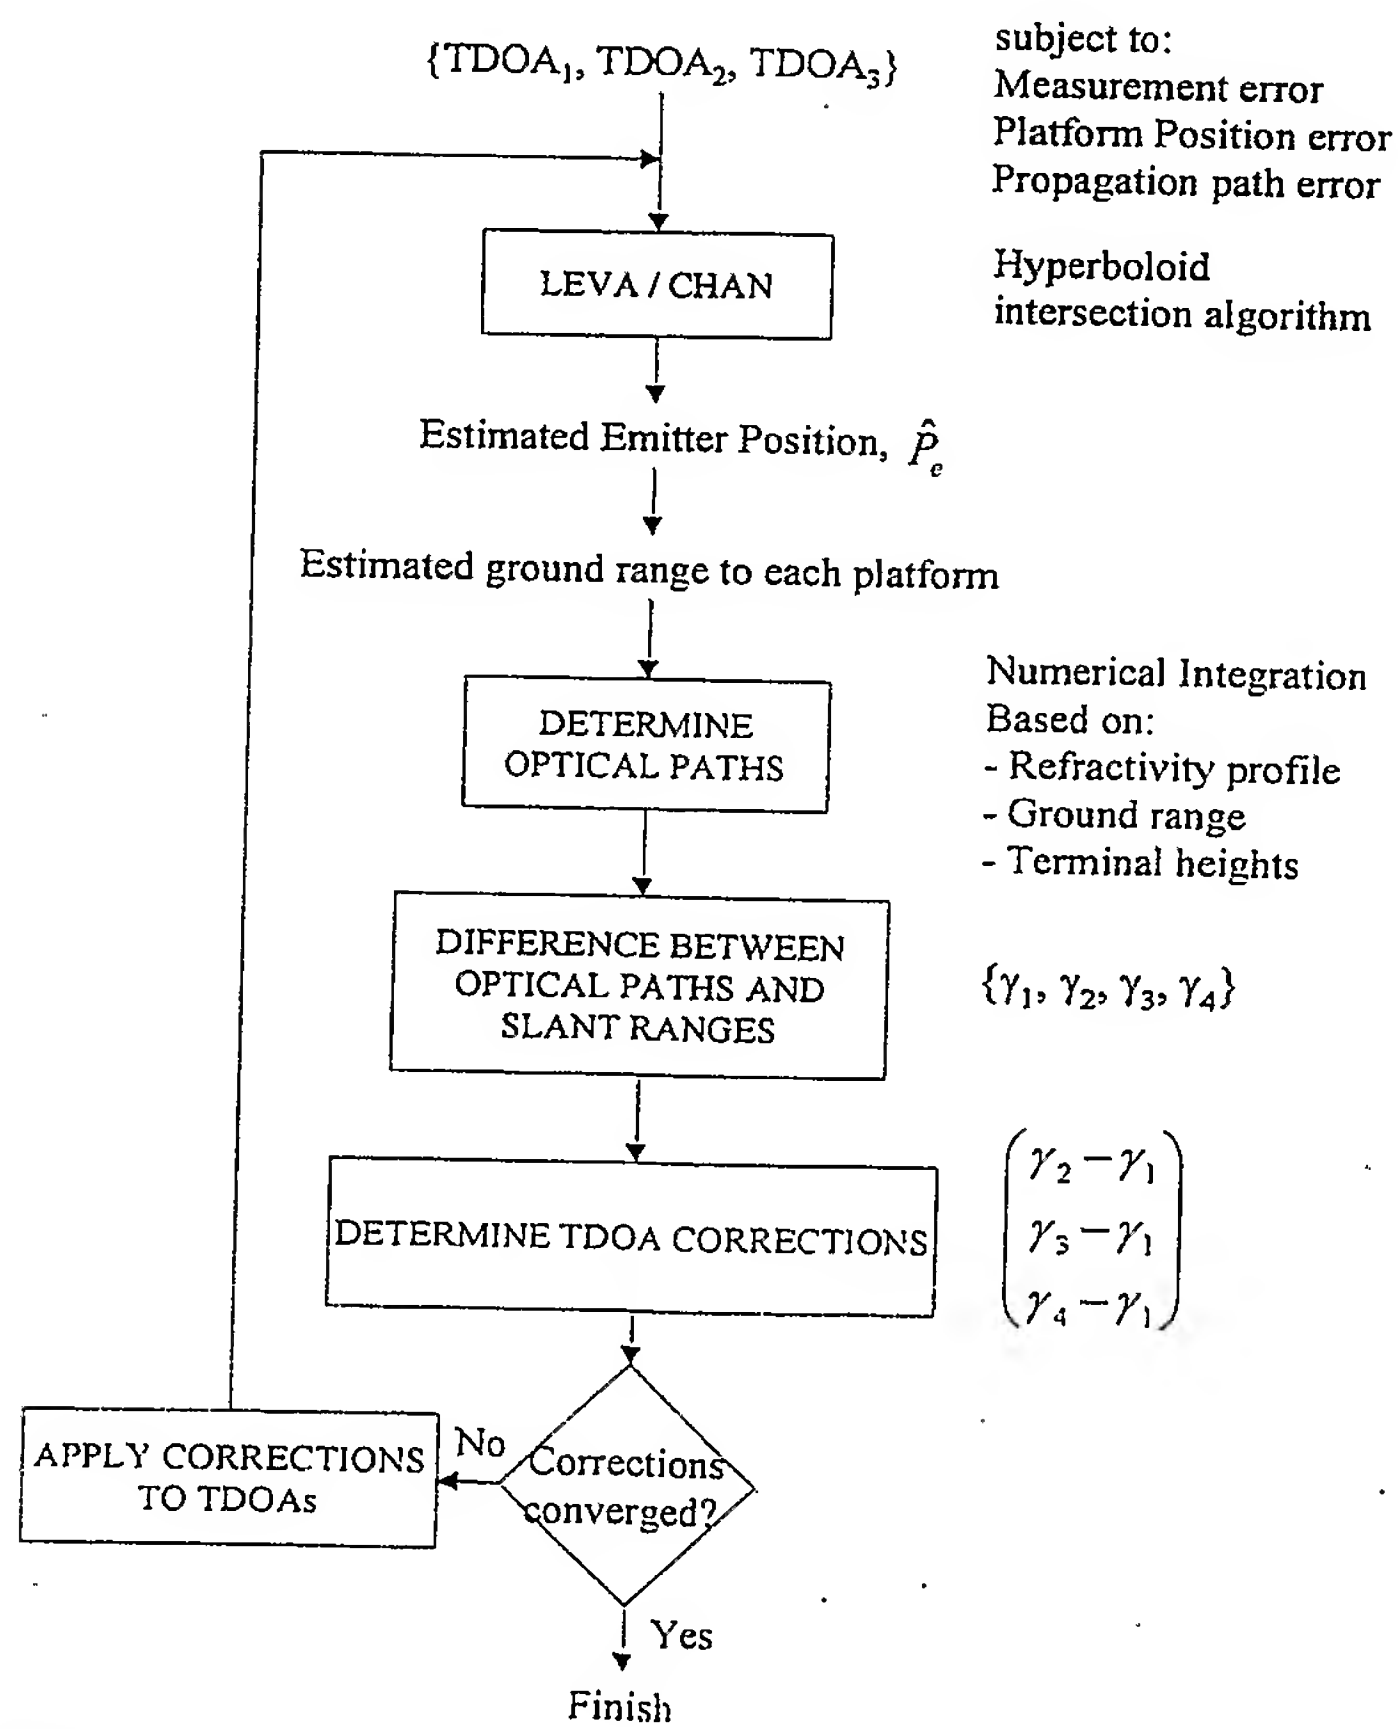 {TDOA₁, TDOA₂, TDOA₃}
subject to:
Measurement error
Platform Position error
Propagation path error
LEVA / CHAN
Hyperboloid
intersection algorithm
Estimated Emitter Position, P̂ₑ
Estimated ground range to each platform
DETERMINE
OPTICAL PATHS
Numerical Integration
Based on:
- Refractivity profile
- Ground range
- Terminal heights
DIFFERENCE BETWEEN
OPTICAL PATHS AND
SLANT RANGES
{γ₁, γ₂, γ₃, γ₄}
DETERMINE TDOA CORRECTIONS
γ₂ − γ₁
γ₃ − γ₁
γ₄ − γ₁
APPLY CORRECTIONS
TO TDOAs
No
Corrections
converged?
Yes
Finish